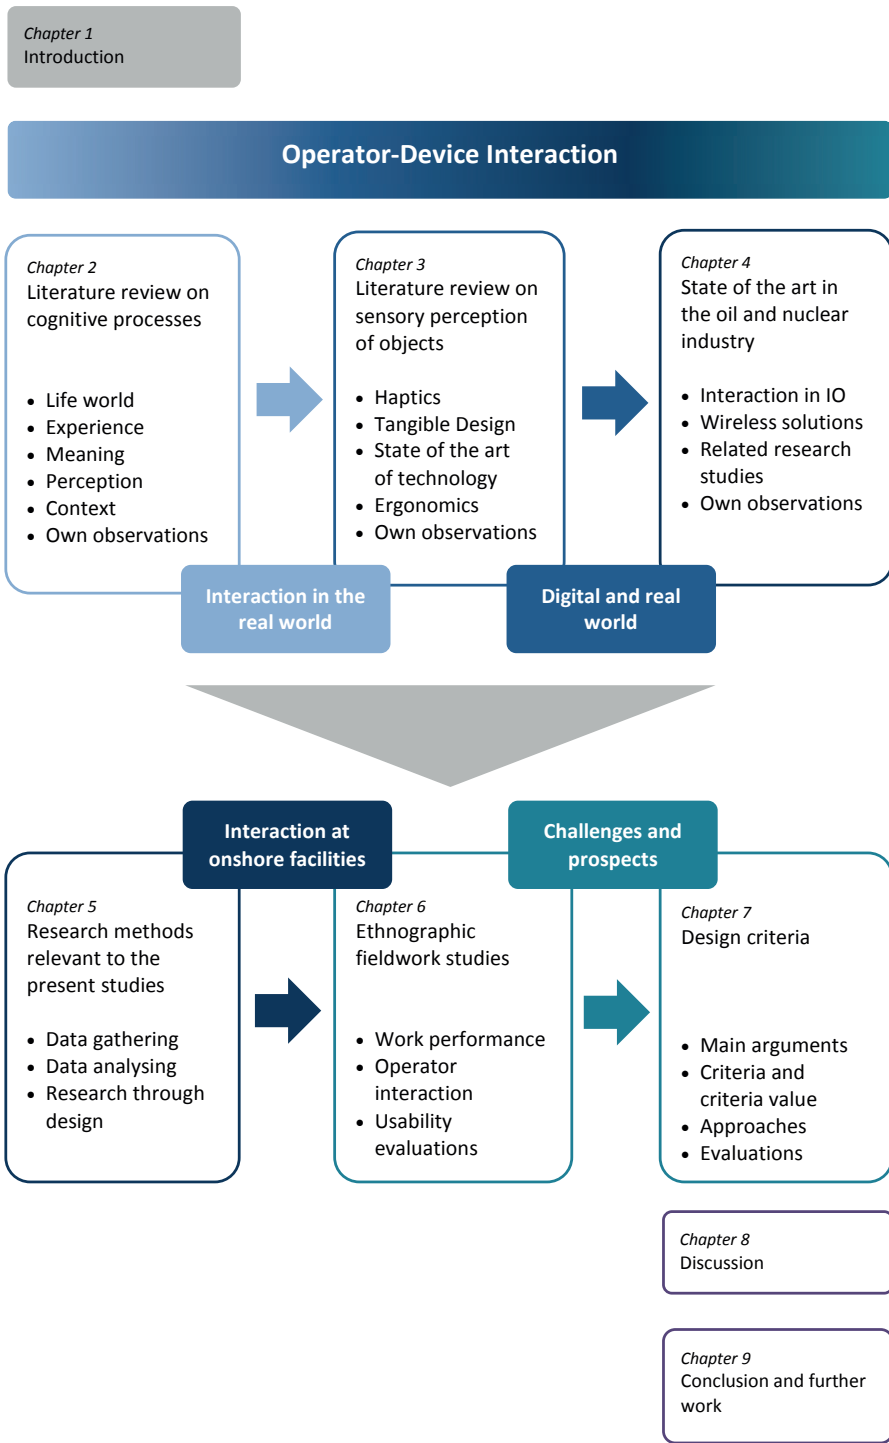 Chapter 1
Introduction
Operator-Device Interaction
Chapter 2
Literature review on
cognitive processes
• Life world
• Experience
• Meaning
• Perception
• Context
• Own observations
Chapter 3
Literature review on
sensory perception
of objects
• Haptics
• Tangible Design
• State of the art
of technology
• Ergonomics
• Own observations
Chapter 4
State of the art in
the oil and nuclear
industry
• Interaction in IO
• Wireless solutions
• Related research
studies
• Own observations
Interaction in the
real world
Digital and real
world
Interaction at
onshore facilities
Challenges and
prospects
Chapter 5
Research methods
relevant to the
present studies
• Data gathering
• Data analysing
• Research through
design
Chapter 6
Ethnographic
fieldwork studies
• Work performance
• Operator
interaction
• Usability
evaluations
Chapter 7
Design criteria
• Main arguments
• Criteria and
criteria value
• Approaches
• Evaluations
Chapter 8
Discussion
Chapter 9
Conclusion and further
work